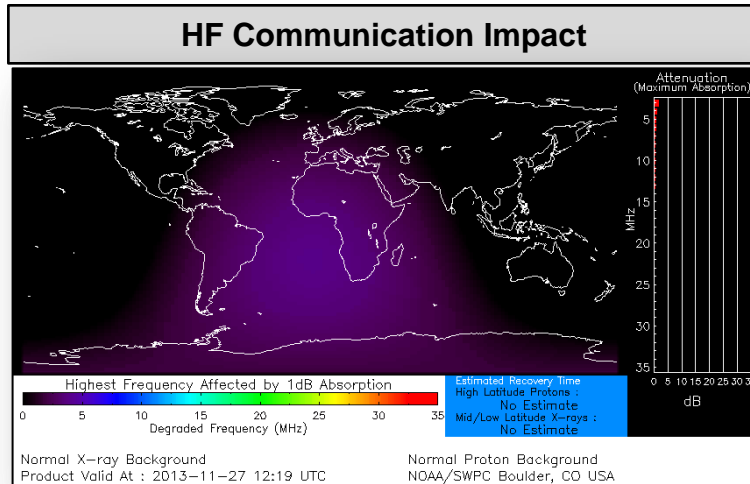 HF Communication Impact
Attenuation
(Maximum Absorption)
5
10
15
20
25
30
35
MHz
0 5 10 15 20 25 30 3
dB
Highest Frequency Affected by 1dB Absorption
0 5 10 15 20 25 30 35
Degraded Frequency (MHz)
Estimated Recovery Time
High Latitude Protons :
No Estimate
Mid/Low Latitude X-rays :
No Estimate
Normal X-ray Background
Normal Proton Background
Product Valid At : 2013-11-27 12:19 UTC
NOAA/SWPC Boulder, CO USA